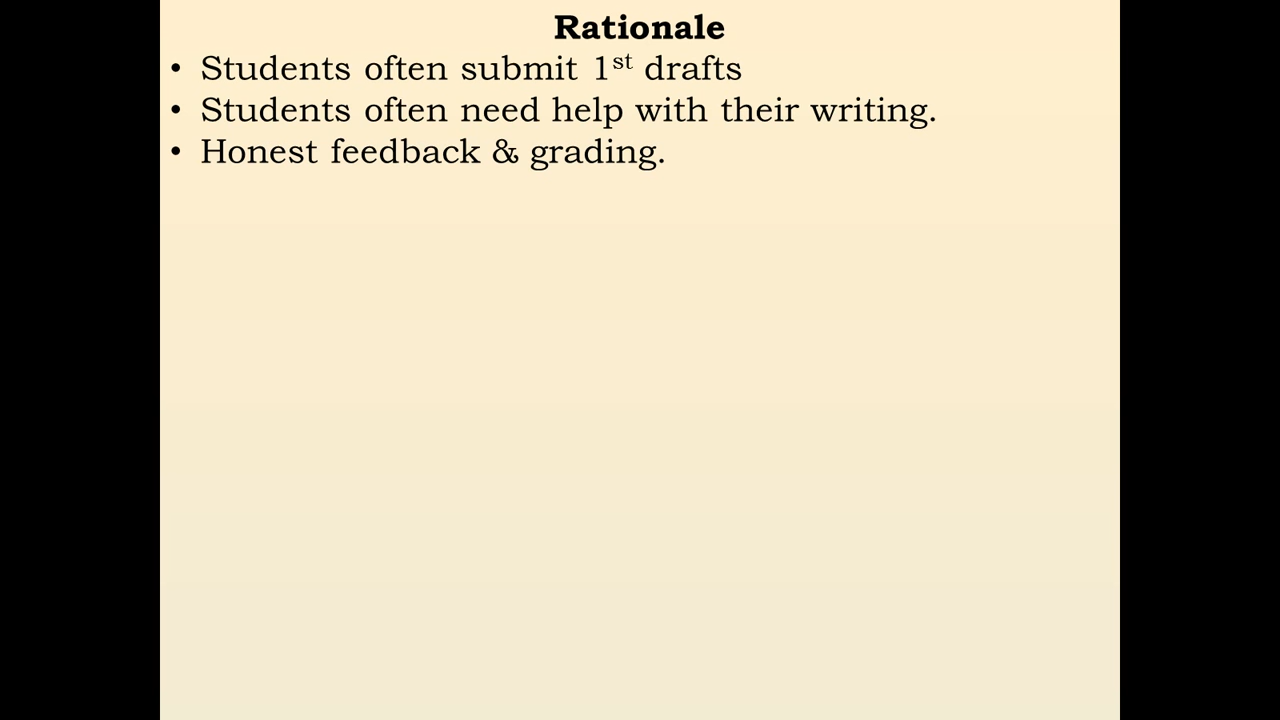 Rationale
• Students often submit 1st drafts
• Students often need help with their writing.
• Honest feedback & grading.